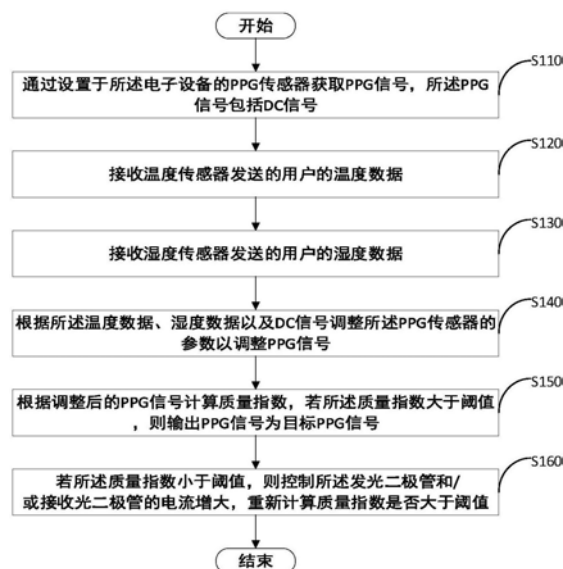 开始
S110
通过设置于所述电子设备的PPG传感器获取PPG信号，所述PPG
信号包括DC信号
S120
接收温度传感器发送的用户的温度数据
S130
接收湿度传感器发送的用户的湿度数据
S140
根据所述温度数据、湿度数据以及DC信号调整所述PPG传感器的
参数以调整PPG信号
S150
根据调整后的PPG信号计算质量指数，若所述质量指数大于阈值
，则输出PPG信号为目标PPG信号
S160
若所述质量指数小于阈值，则控制所述发光二极管和/
或接收光二极管的电流增大，重新计算质量指数是否大于阈值
结束